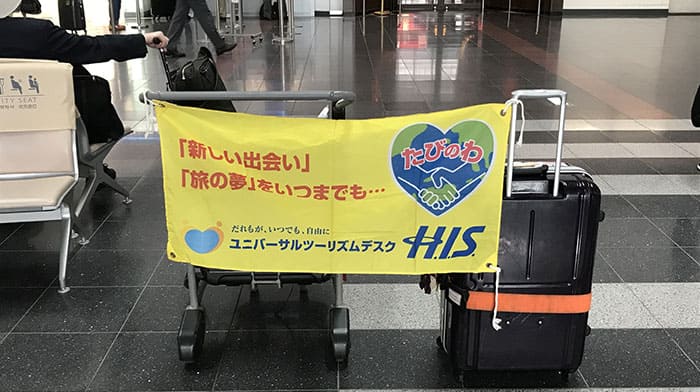 ITY SEAT
「新しい出会い」
「旅の夢」をいつまでも…
たびのわ
だれもが、いつでも、自由に
ユニバーサルツーリズムデスク
H.I.S.